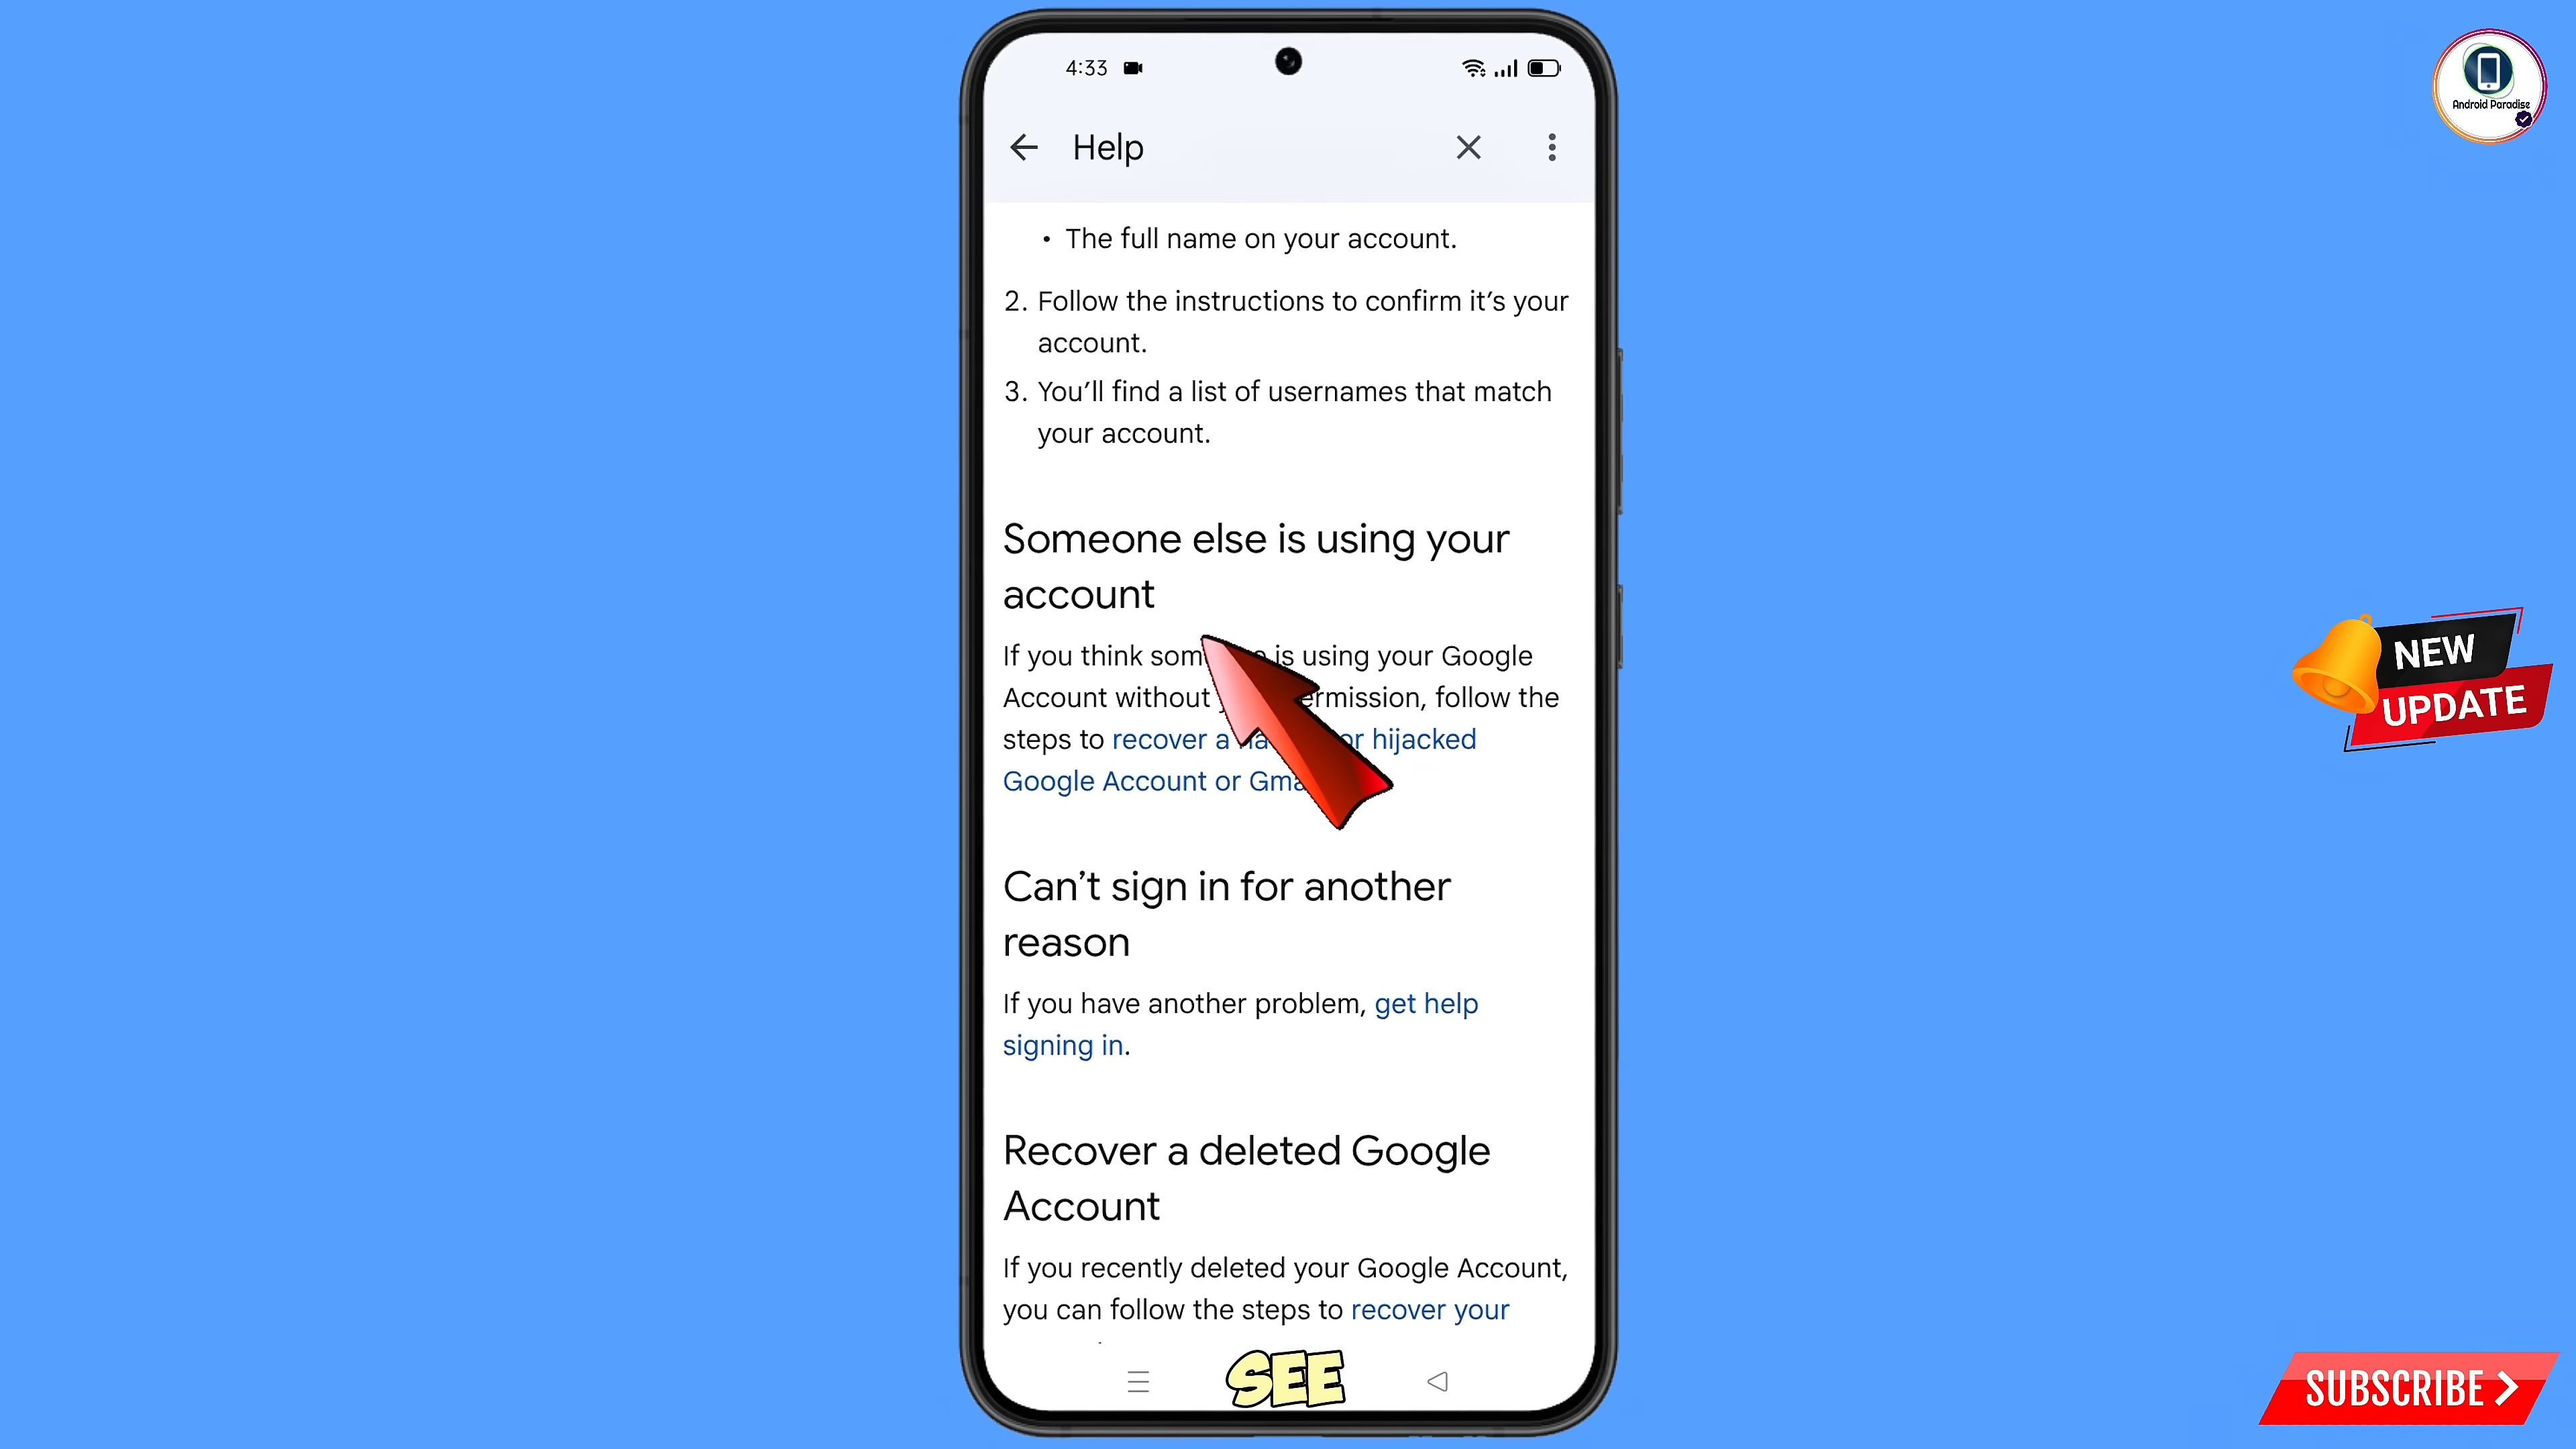 4:33
Android Paradise
Help
• The full name on your account.
2. Follow the instructions to confirm it’s your
account.
3. You’ll find a list of usernames that match
your account.
Someone else is using your
account
If you think is using your Google
Account without follow the
steps to recover a or hijacked
Google Account or
Can’t sign in for another
reason
If you have another problem, get help
signing in.
Recover a deleted Google
Account
If you recently deleted your Google Account,
you can follow the steps to recover your
SEE
NEW
UPDATE
SUBSCRIBE